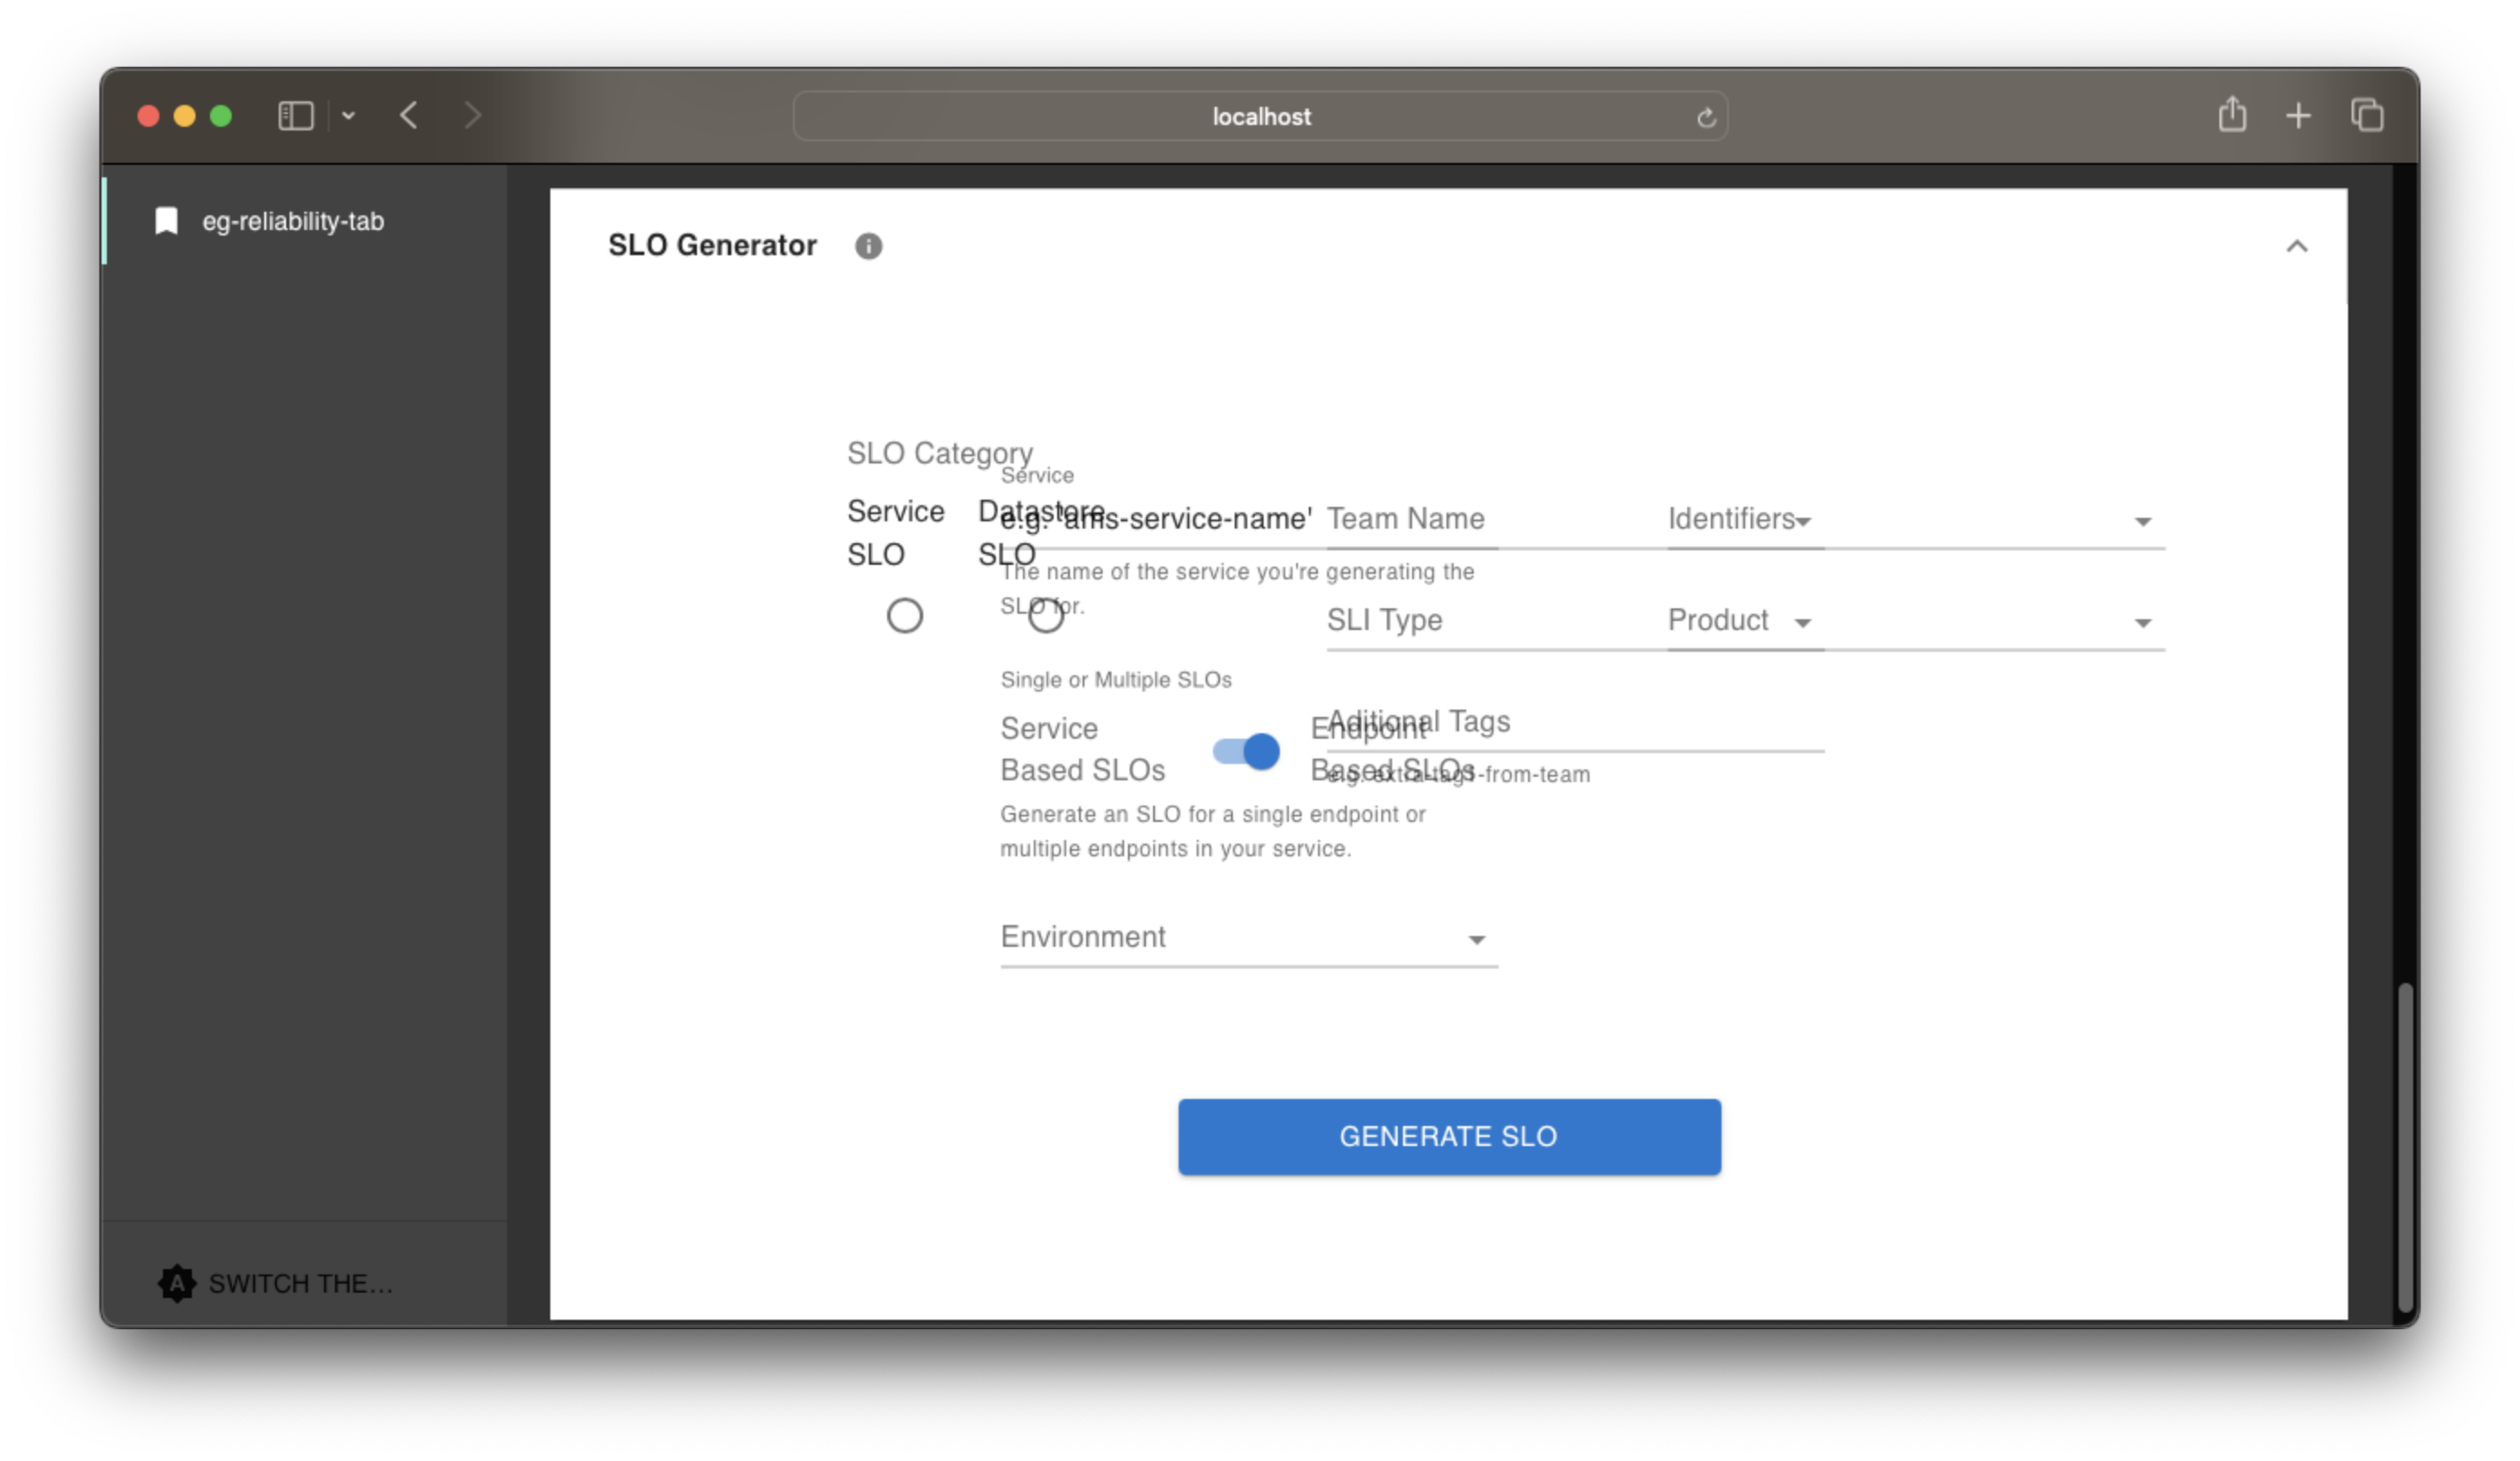 localhost
eg-reliability-tab
SLO Generator
SLO Category
Service
SLO
Datastore
SLO
Service
e.g. 'ams-service-name'
The name of the service you're generating the
SLO for.
Single or Multiple SLOs
Service
Based SLOs
Endpoint
Based SLOs
Generate an SLO for a single endpoint or
multiple endpoints in your service.
Environment
Team Name
SLI Type
Aditional Tags
e.g. extra-tag1-from-team
Identifiers
Product
GENERATE SLO
A SWITCH THE...